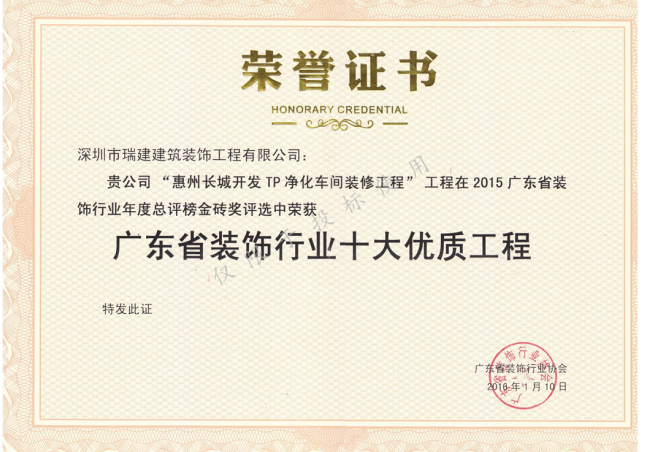 荣誉证书
HONORARY CREDENTIAL
深圳市瑞建建筑装饰工程有限公司：
贵公司“惠州长城开发 TP 净化车间装修工程”工程在 2015 广东省装
饰行业年度总评榜金砖奖评选中荣获
广东省装饰行业十大优质工程
仅限于投标使用
特发此证
广东省装饰行业协会
2016 年 1 月 10 日
广东省装饰行业协会